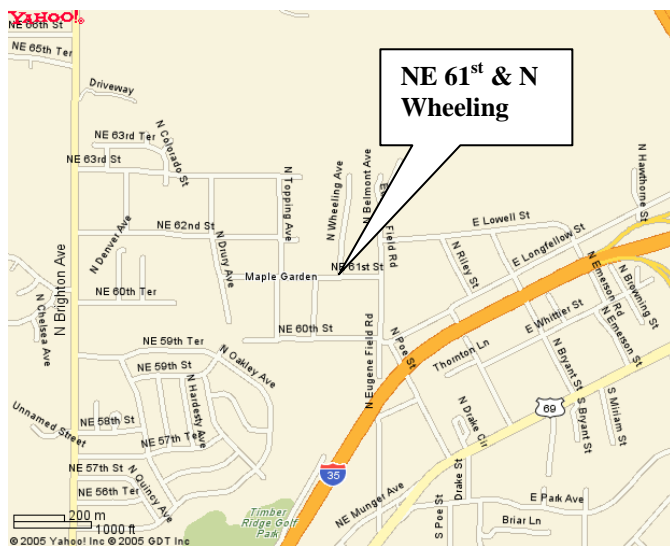 YAHOO!
NE 66th St
NE 65th Ter
Driveway
NE 61st & N
Wheeling
NE 63rd Ter
N Colorado St
NE 63rd St
N Topping Ave
N Wheeling Ave
N Belmont Ave
N Hawthorne St
NE 62nd St
N Denver Ave
N Drury Ave
Field Rd
E Lowell St
E Longfellow St
N Riley St
Maple Garden
NE 61st St
N Brighton Ave
N Chelsea Ave
NE 60th Ter
N Emerson Rd
N Browning St
E Whittier St
N Emerson St
NE 60th St
N Poe St
Thornton Ln
NE 59th Ter
N Oakley Ave
NE 59th St
N Hardesty Ave
N Eugene Field Rd
N Bryant St
S Bryant St
S Miriam St
69
Unnamed Street
NE 58th St
NE 57th Ter
N Drake Cir
Drake St
NE 57th St
N Quincy Ave
NE 56th Ter
35
Timber
Ridge Golf
Park
NE Munger Ave
S Poe St
E Park Ave
Briar Ln
200 m
1000 ft
© 2005 Yahoo! Inc © 2005 GDT Inc